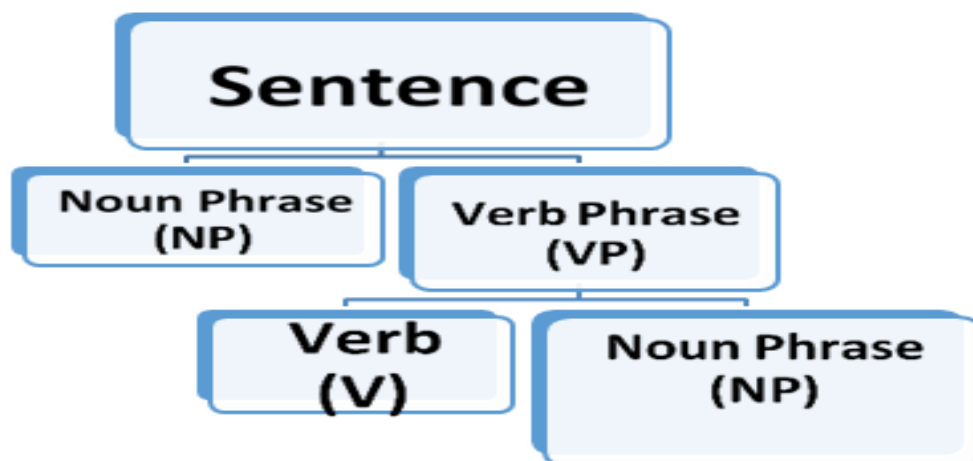 Sentence
Noun Phrase
(NP)
Verb Phrase
(VP)
Verb
(V)
Noun Phrase
(NP)